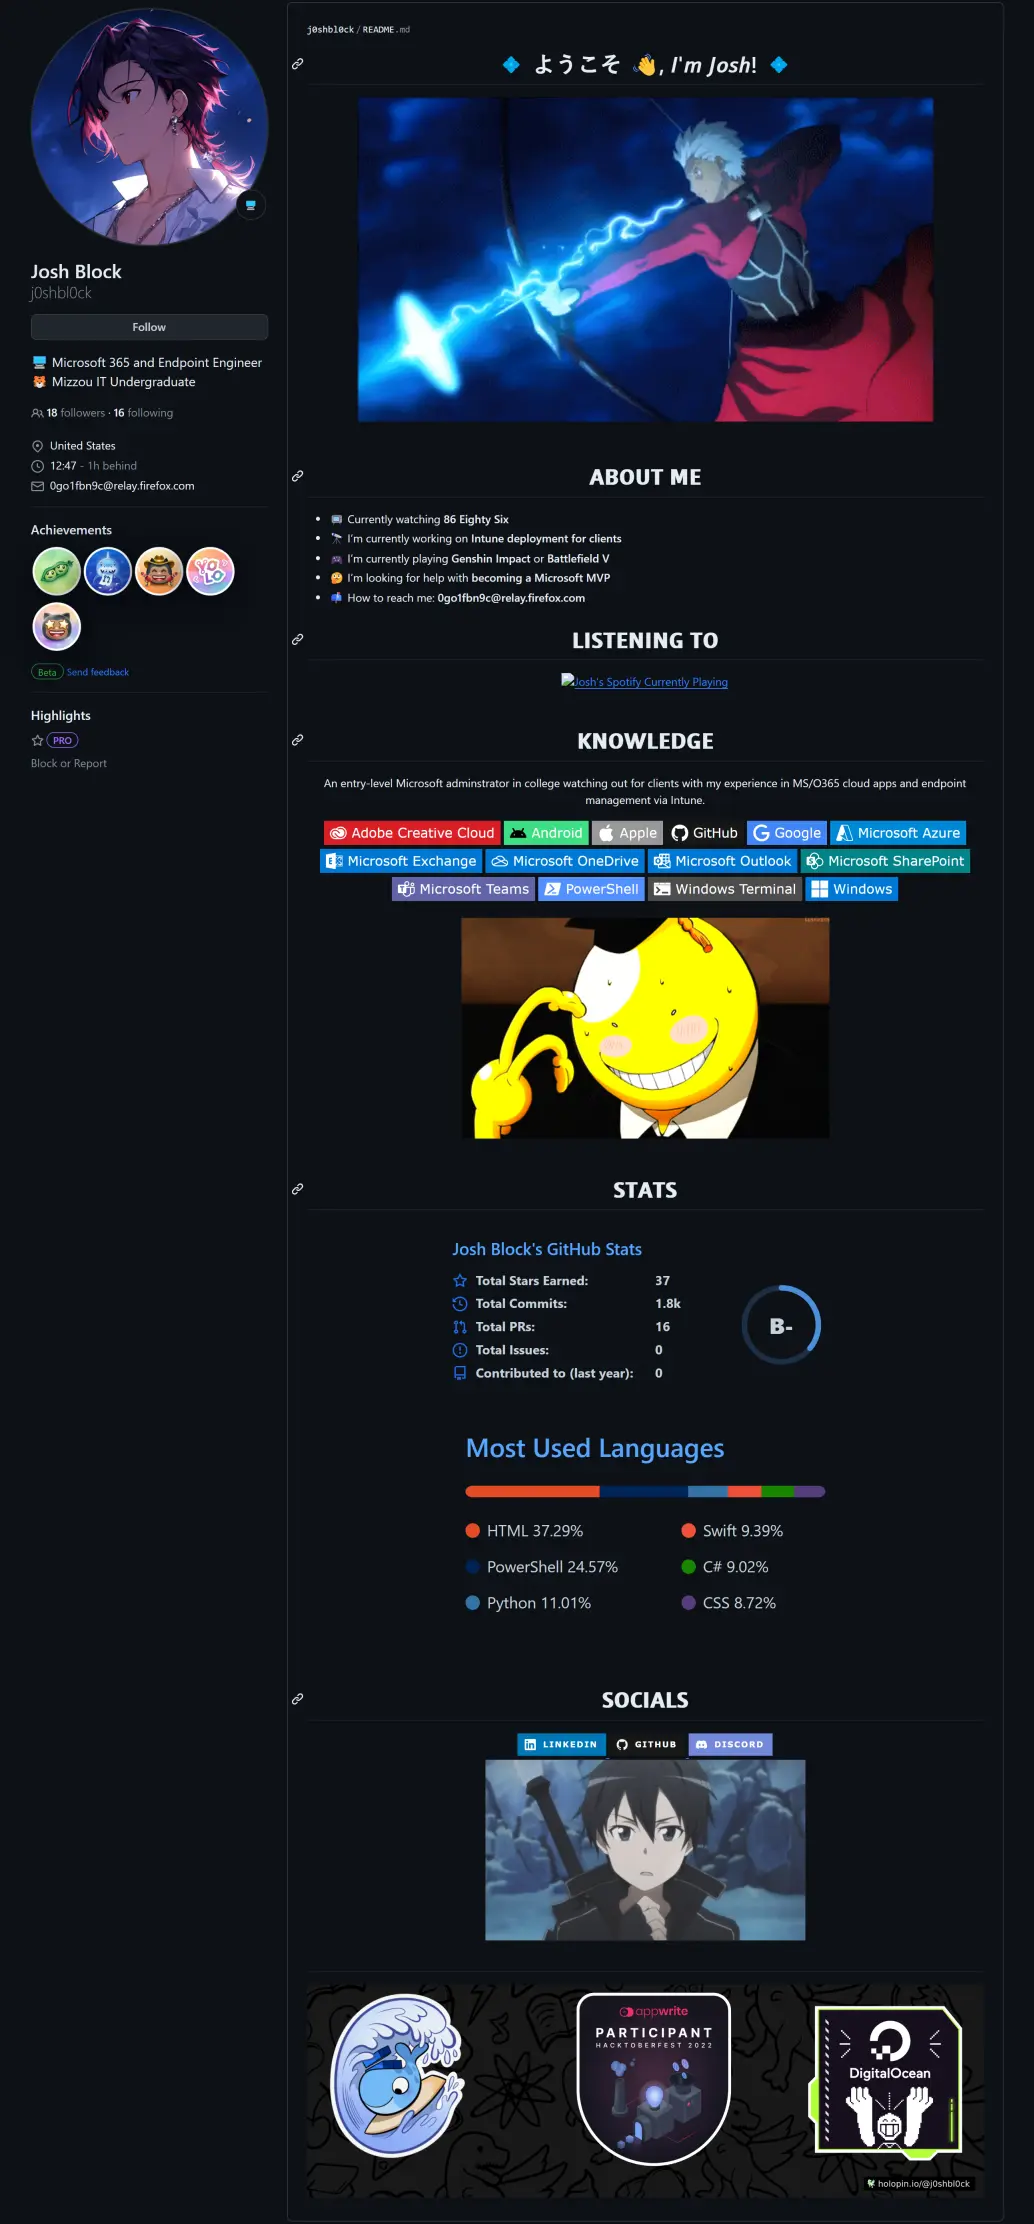 Josh Block
j0shbl0ck
Follow
Microsoft 365 and Endpoint Engineer
Mizzou IT Undergraduate
18 followers · 16 following
United States
12:47 - 1h behind
0go1fbn9c@relay.firefox.com
Achievements
YOLO
Beta Send feedback
Highlights
PRO
Block or Report
j0shbl0ck / README.md
ようこそ 👋, I'm Josh!
ABOUT ME
Currently watching 86 Eighty Six
I'm currently working on Intune deployment for clients
I'm currently playing Genshin Impact or Battlefield V
I'm looking for help with becoming a Microsoft MVP
How to reach me: 0go1fbn9c@relay.firefox.com
LISTENING TO
Josh's Spotify Currently Playing
KNOWLEDGE
An entry-level Microsoft adminstrator in college watching out for clients with my experience in MS/O365 cloud apps and endpoint
management via Intune.
Adobe Creative Cloud Android Apple GitHub Google Microsoft Azure
Microsoft Exchange Microsoft OneDrive Microsoft Outlook Microsoft SharePoint
Microsoft Teams PowerShell Windows Terminal Windows
STATS
Josh Block's GitHub Stats
Total Stars Earned: 37
Total Commits: 1.8k
Total PRs: 16
Total Issues: 0
Contributed to (last year): 0
B-
Most Used Languages
HTML 37.29% Swift 9.39%
PowerShell 24.57% C# 9.02%
Python 11.01% CSS 8.72%
SOCIALS
LINKEDIN GITHUB DISCORD
appwrite
PARTICIPANT
HACKTOBERFEST 2022
DigitalOcean
holopin.io/@j0shbl0ck